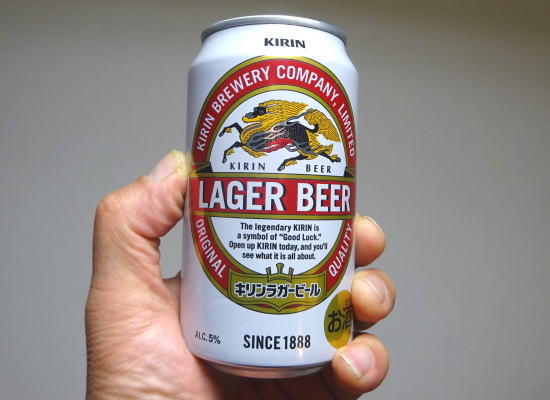 KIRIN
KIRIN BREWERY COMPANY, LIMITED
KIRIN BEER
LAGER BEER
The legendary KIRIN is
a symbol of "Good Luck."
Open up KIRIN today, and you'll
see what it is all about.
ORIGINAL QUALITY
キリンラガービール
お酒
ALC. 5%
SINCE 1888